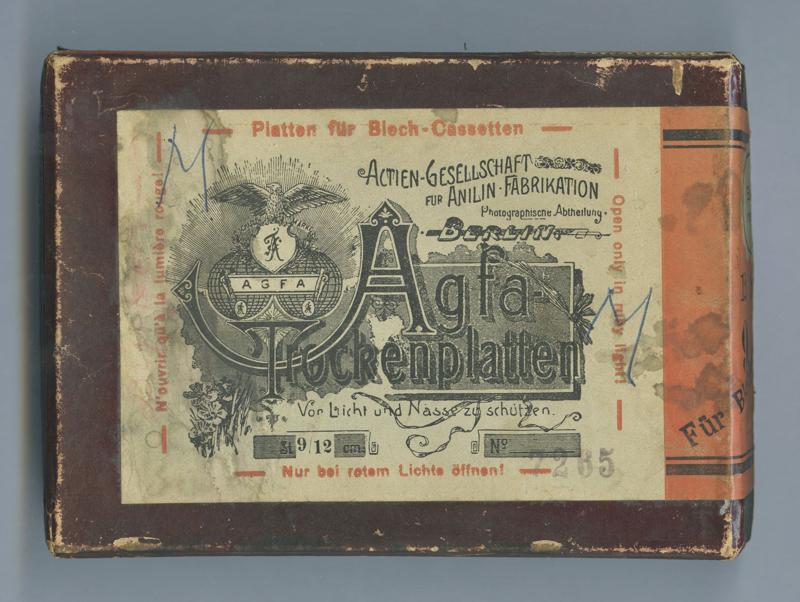 Platten für Blech-Cassetten
ACTIEN-GESELLSCHAFT
FÜR ANILIN-FABRIKATION
Photographische Abtheilung
BERLIN
AGFA
Agfa-
Trockenplatten
Vor Licht und Nässe zu schützen.
St 9/12 cm.
No
2265
Nur bei rotem Lichte öffnen!
N'ouvrir qu'à la lumière rouge!
Open only in ruby light!
M
M
Für